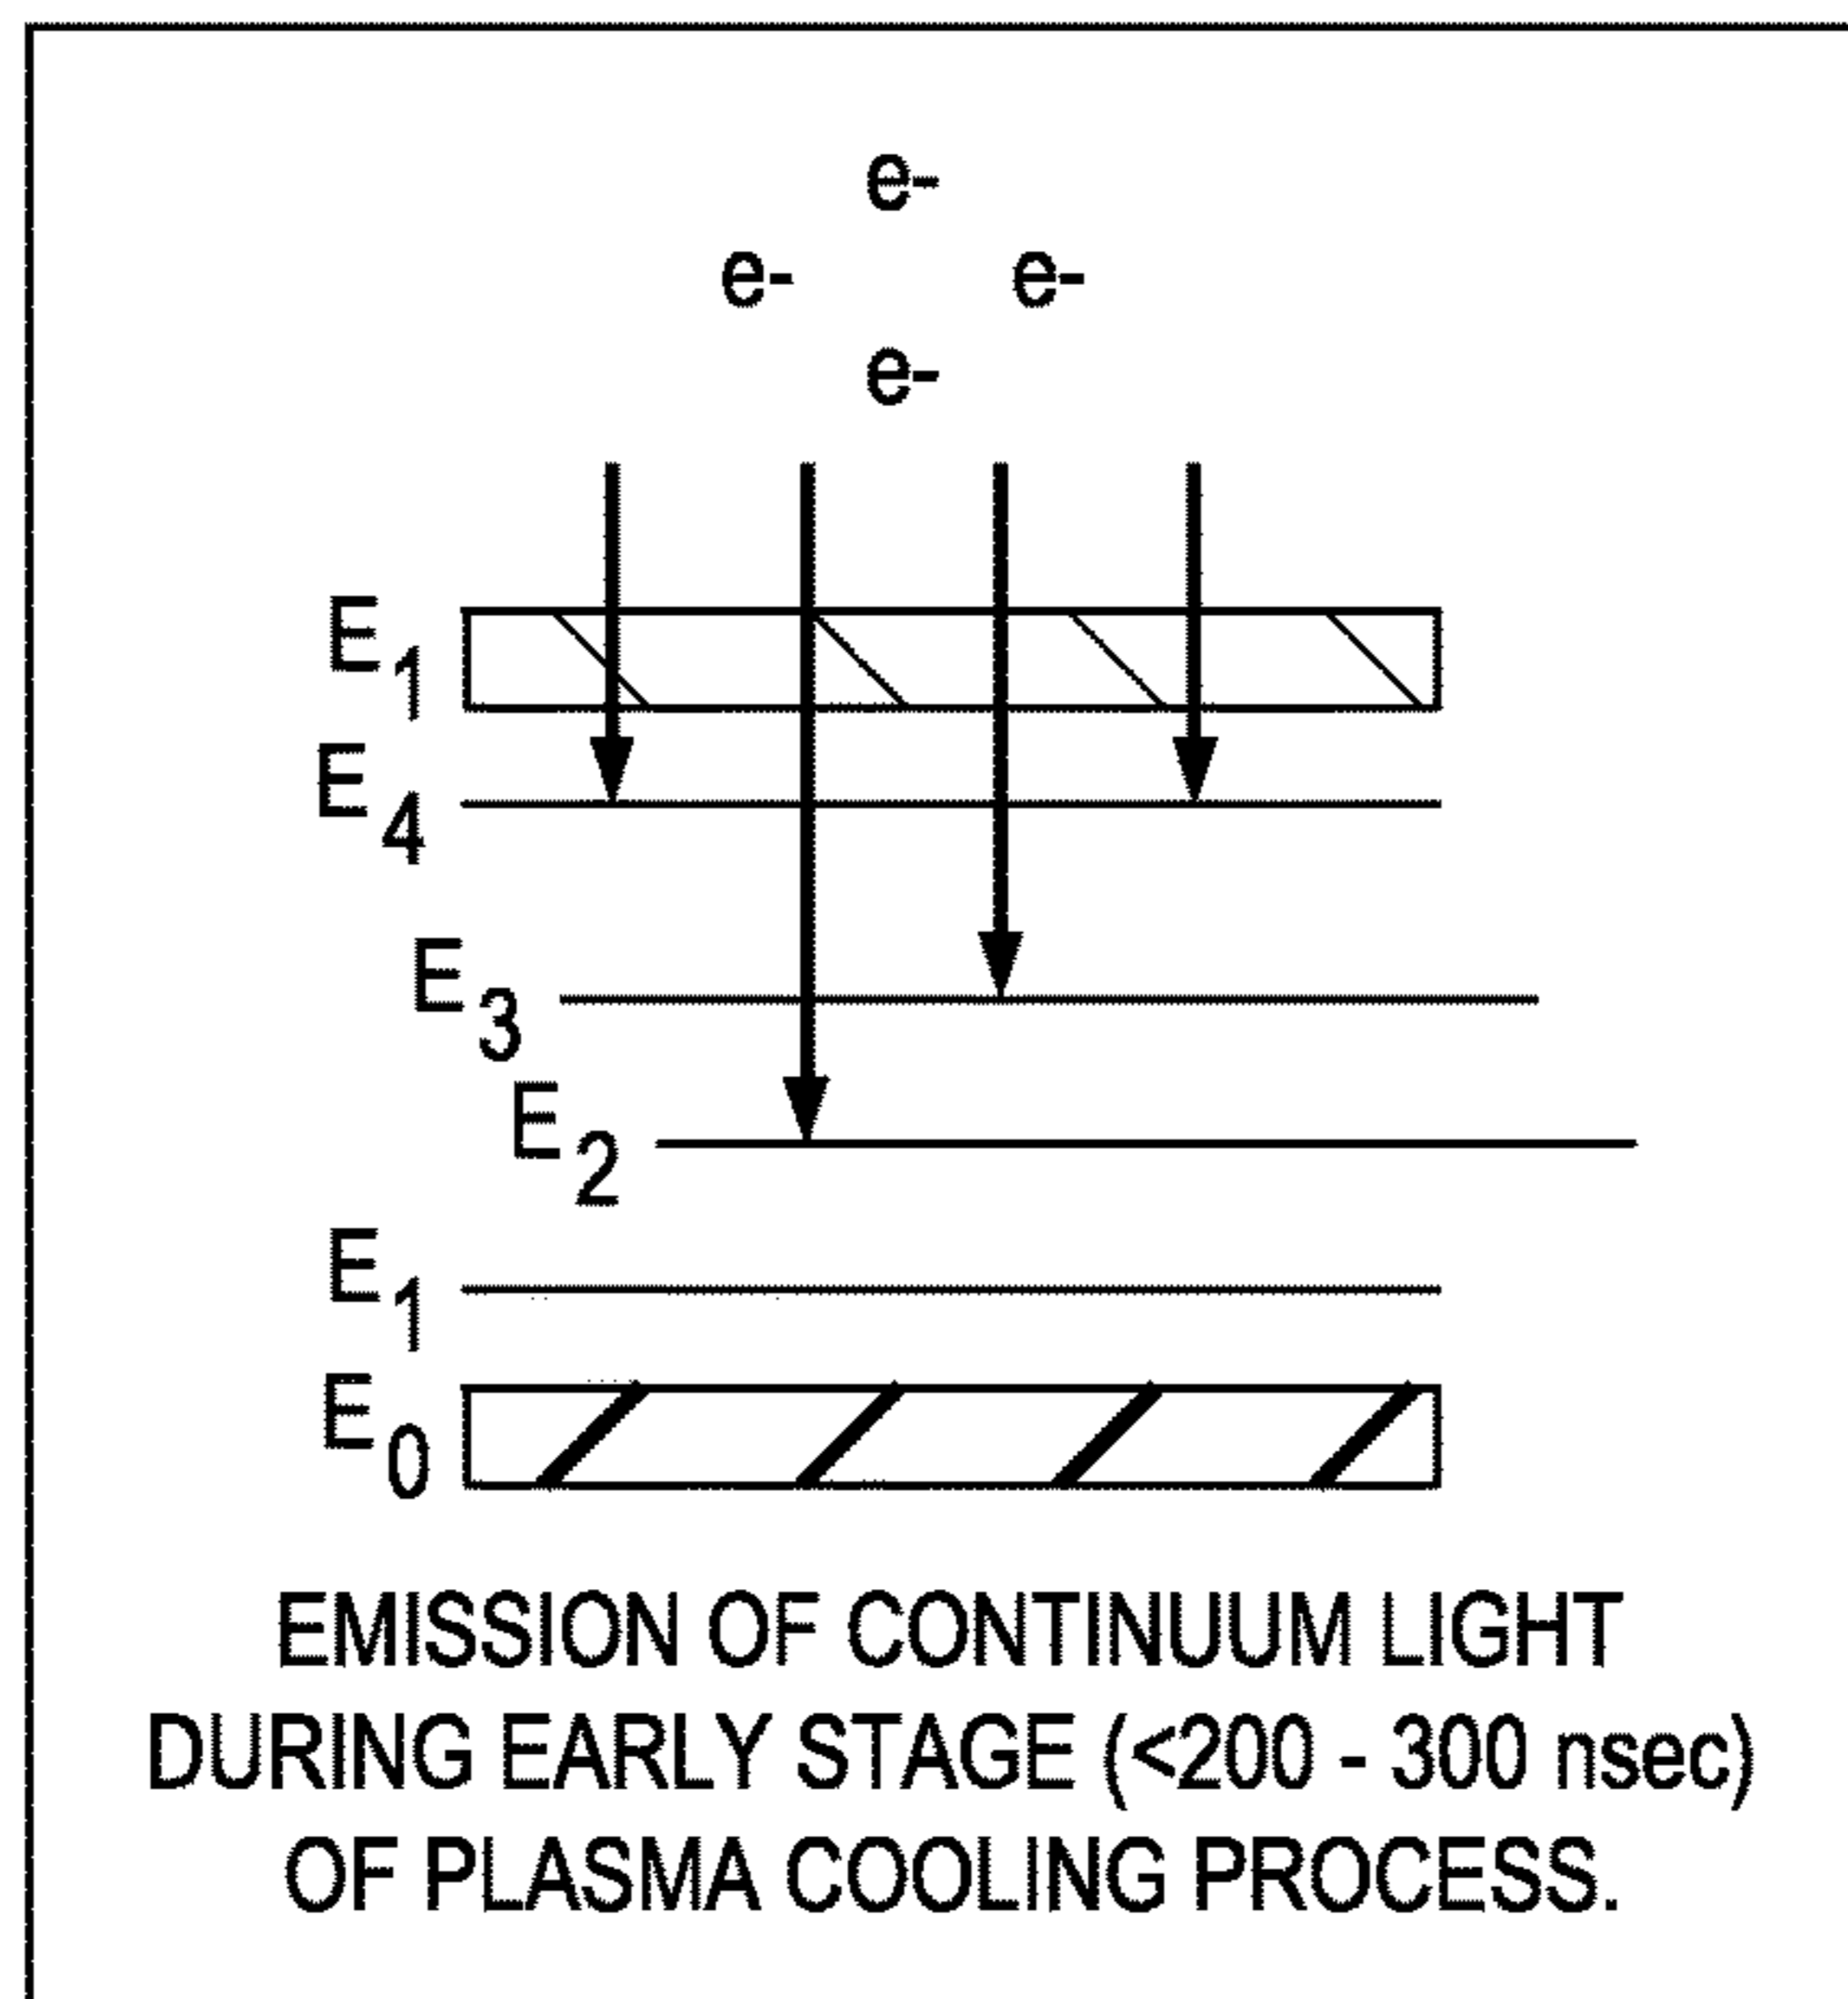 e-
e- e-
e-
E1
E4
E3
E2
E1
E0
EMISSION OF CONTINUUM LIGHT
DURING EARLY STAGE (<200 - 300 nsec)
OF PLASMA COOLING PROCESS.